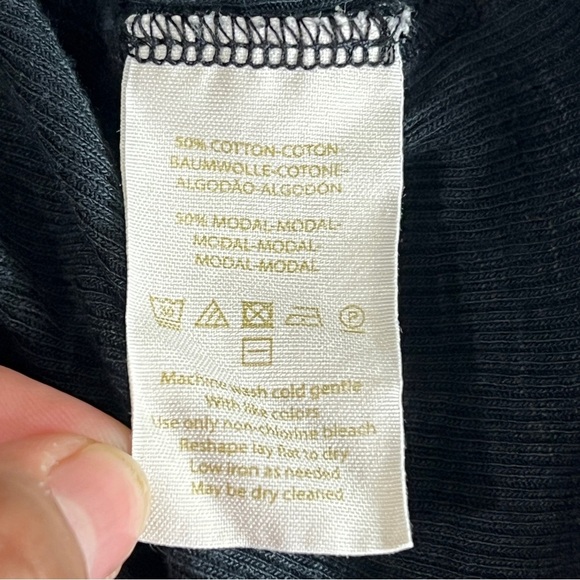 50% COTTON-COTON-
BAUMWOLLE-COTONE-
ALGODÃO-ALGODÓN
50% MODAL-MODAL-
MODAL-MODAL-
MODAL-MODAL
30 P
Machine wash cold gentle
With like colors
Use only non-chloring bleach
Reshape lay flat to dry
Low iron as needed
May be dry cleaned